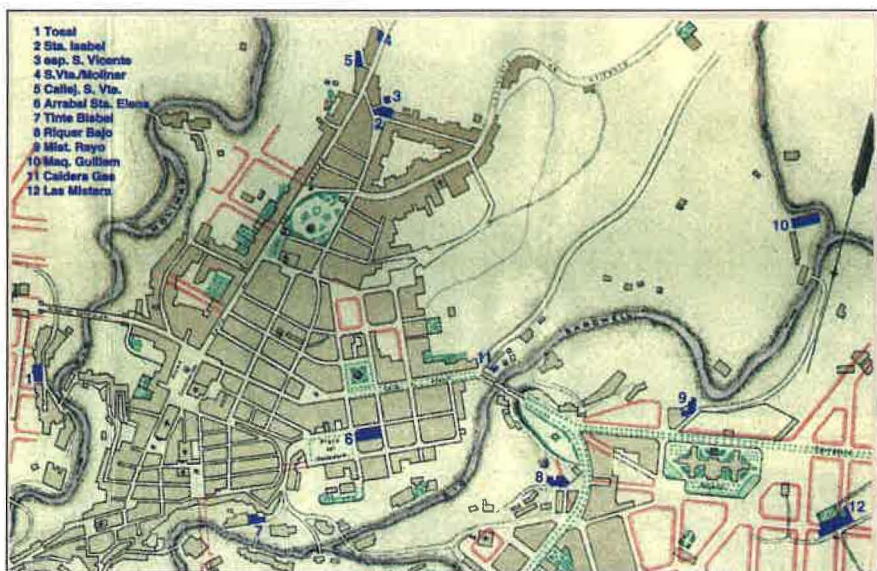 1 Tosal
2 Sta. Isabel
3 esp. S. Vicente
4 S.Vte./Molinar
5 Callej. S. Vte.
6 Arrabal Sta. Elena
7 Tinte Bisbal
8 Riquer Bajo
9 Mist. Rayo
10 Maq. Guillem
11 Caldera Gas
12 Las Mistera
4
5
3
2
10
1
11
9
6
8
7
12